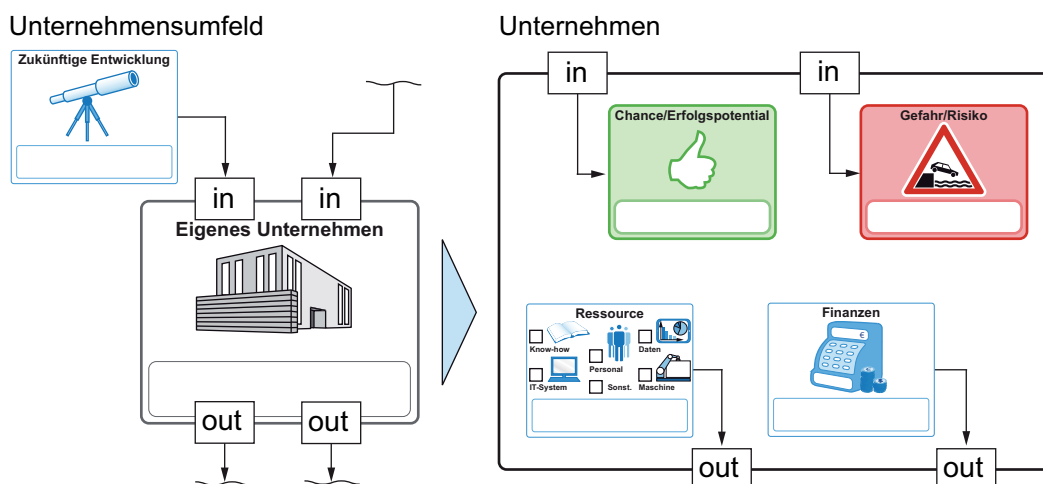 Unternehmensumfeld
Zukünftige Entwicklung
in
in
Eigenes Unternehmen
out
out
Unternehmen
in
in
Chance/Erfolgspotential
Gefahr/Risiko
Ressource
Know-how
Personal
Daten
IT-System
Sonst.
Maschine
Finanzen
€
out
out